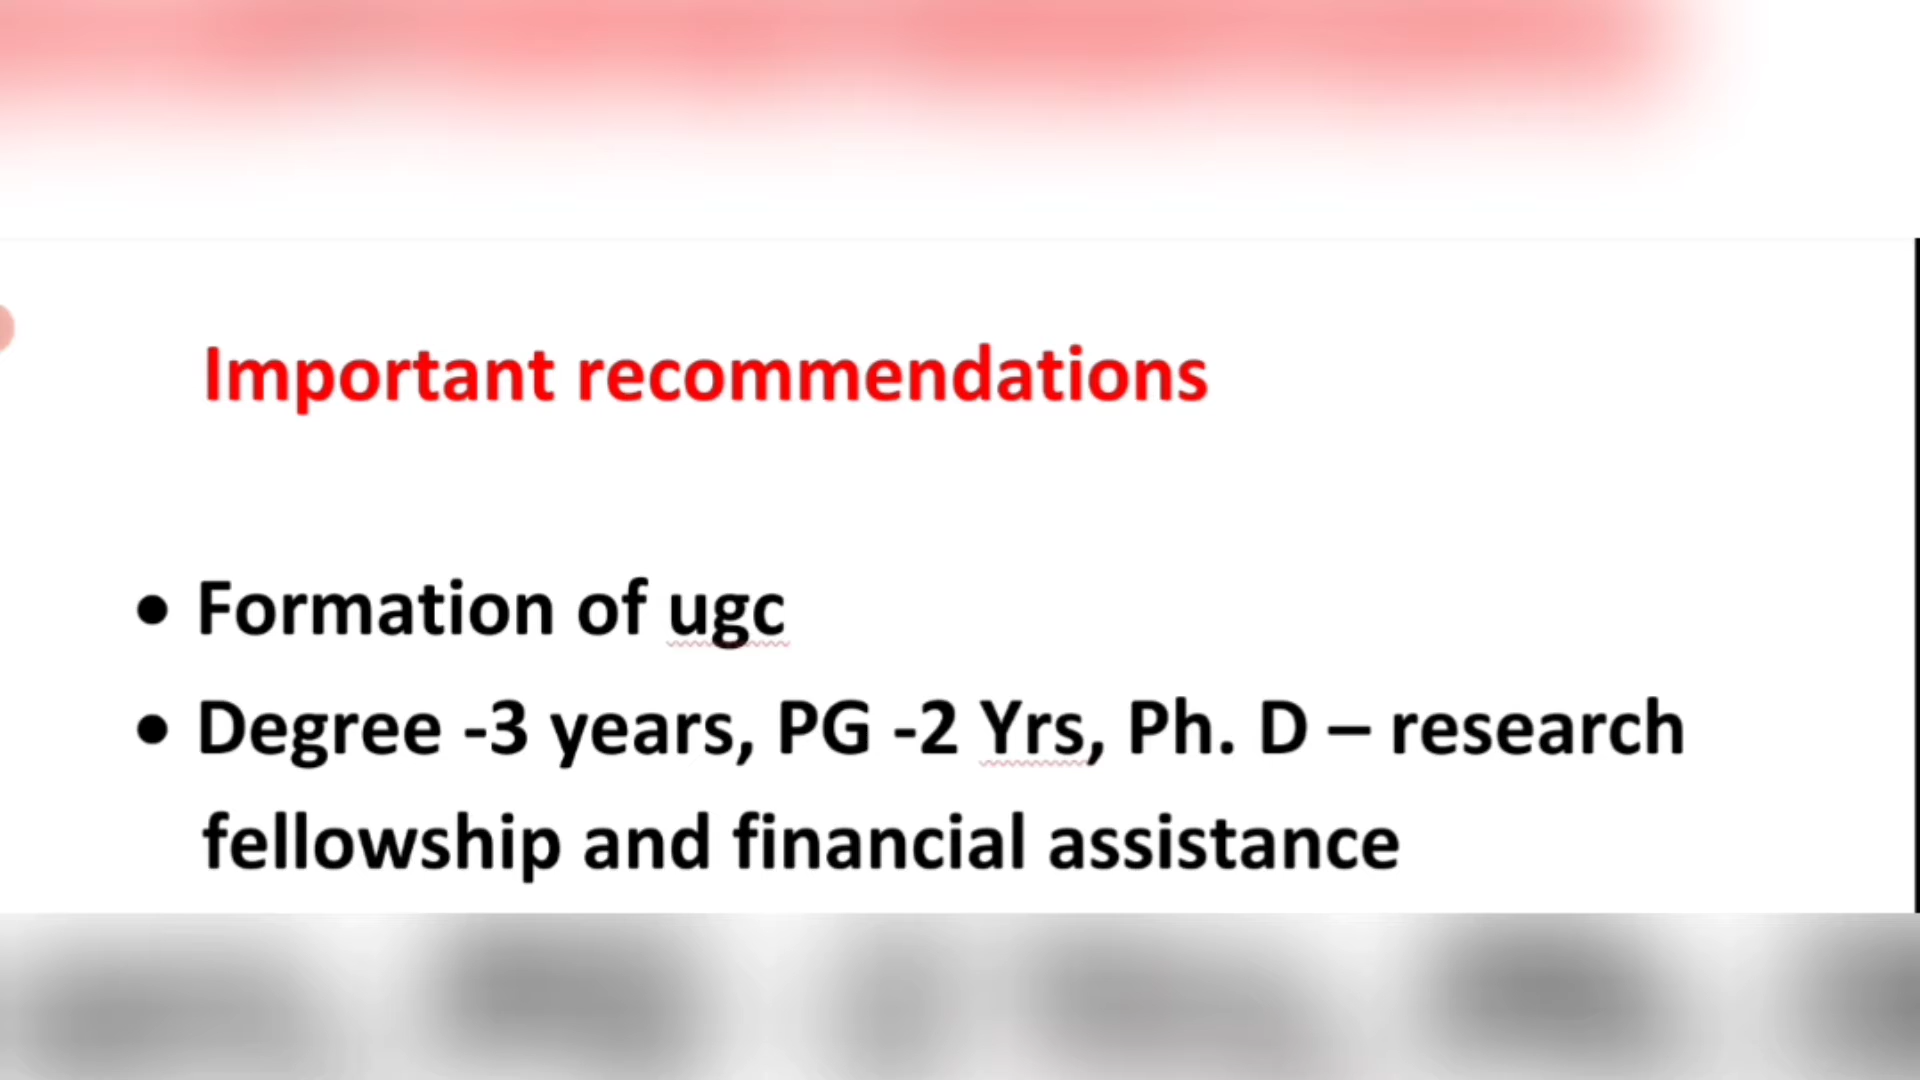 Important recommendations
• Formation of ugc
• Degree -3 years, PG -2 Yrs, Ph. D – research
fellowship and financial assistance